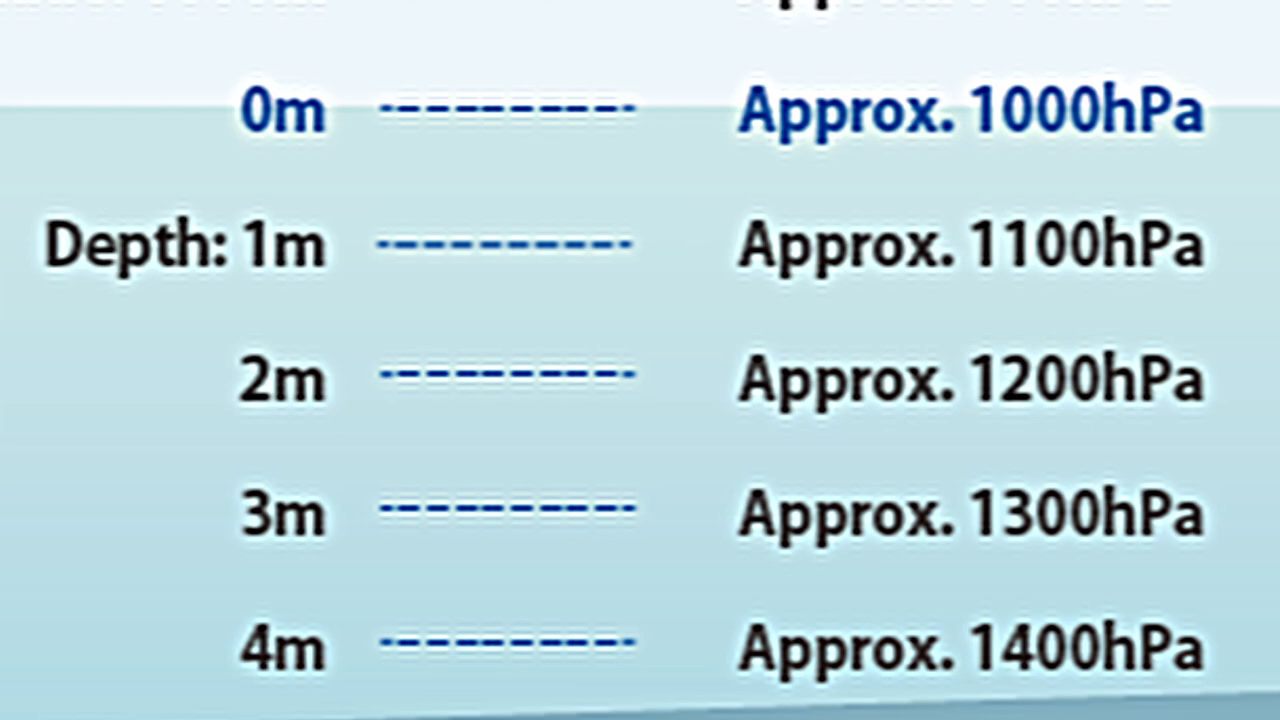 0m Approx. 1000hPa
Depth: 1m Approx. 1100hPa
2m Approx. 1200hPa
3m Approx. 1300hPa
4m Approx. 1400hPa